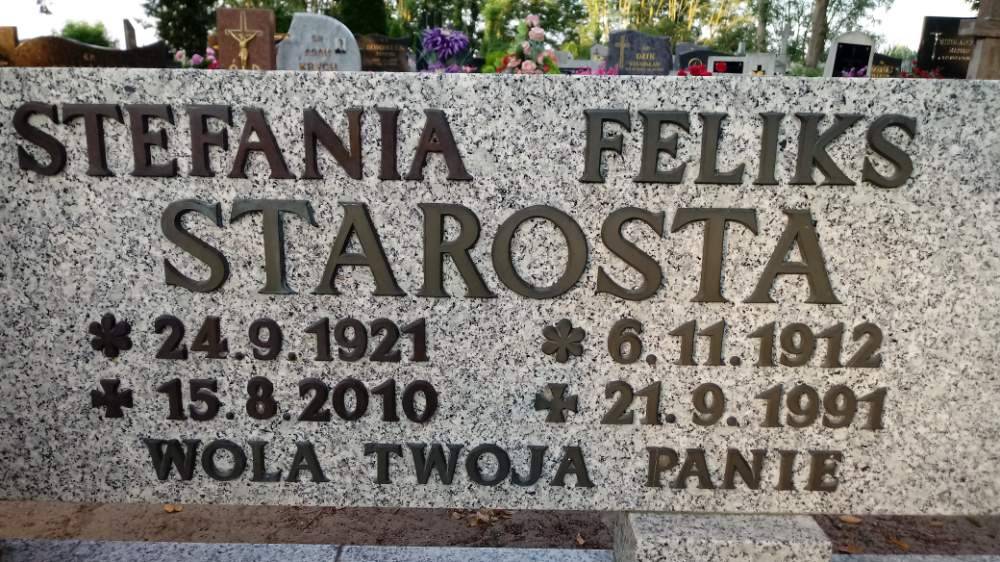 STEFANIA FELIKS
STAROSTA
24.9.1921 6.11.1912
15.8.2010 21.9.1991
WOLA TWOJA PANIE